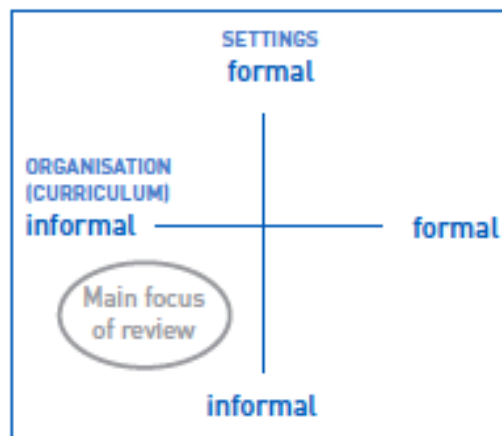 SETTINGS
formal
ORGANISATION
(CURRICULUM)
informal
formal
Main focus
of review
informal